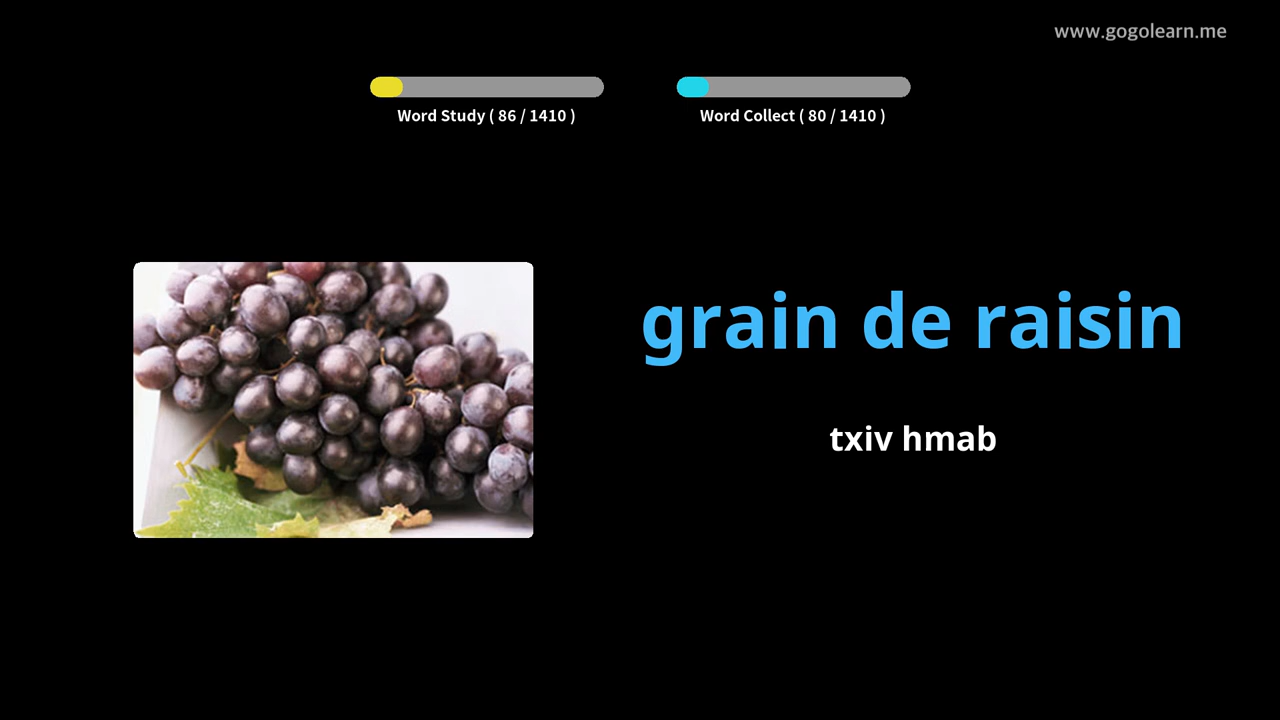 www.gogolearn.me
Word Study ( 86 / 1410 )
Word Collect ( 80 / 1410 )
grain de raisin
txiv hmab